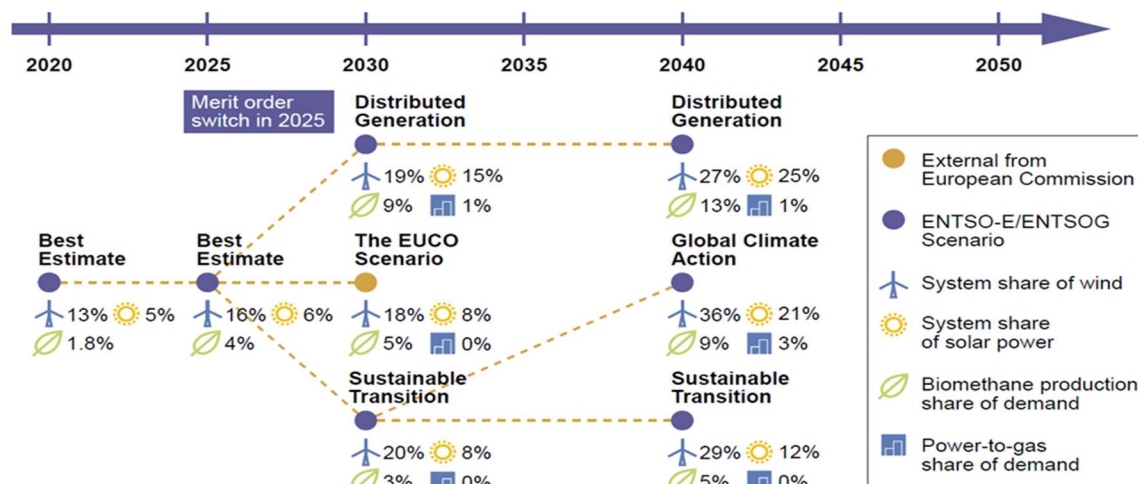 2020 2025 2030 2035 2040 2045 2050
Merit order
switch in 2025
Distributed
Generation
19% 15%
9% 1%
Distributed
Generation
27% 25%
13% 1%
Best
Estimate
13% 5%
1.8%
Best
Estimate
16% 6%
4%
The EUCO
Scenario
18% 8%
5% 0%
Global Climate
Action
36% 21%
9% 3%
Sustainable
Transition
20% 8%
3% 0%
Sustainable
Transition
29% 12%
5% 0%
External from
European Commission
ENTSO-E/ENTSOG
Scenario
System share of wind
System share
of solar power
Biomethane production
share of demand
Power-to-gas
share of demand